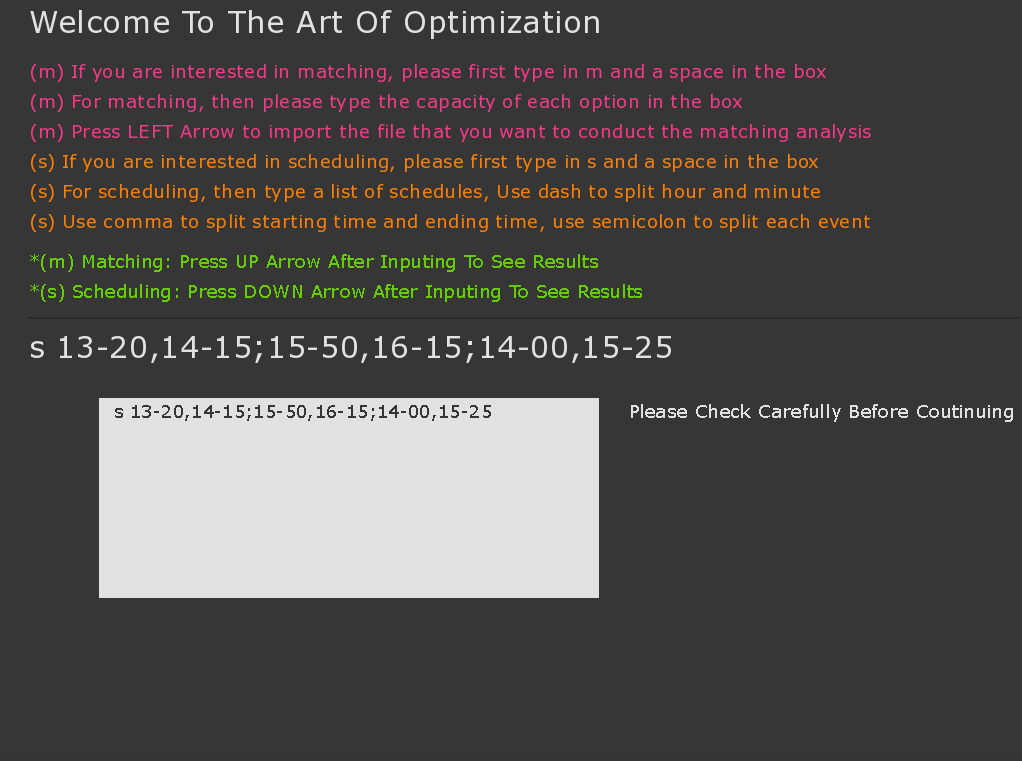 Welcome To The Art Of Optimization
(m) If you are interested in matching, please first type in m and a space in the box
(m) For matching, then please type the capacity of each option in the box
(m) Press LEFT Arrow to import the file that you want to conduct the matching analysis
(s) If you are interested in scheduling, please first type in s and a space in the box
(s) For scheduling, then type a list of schedules, Use dash to split hour and minute
(s) Use comma to split starting time and ending time, use semicolon to split each event
*(m) Matching: Press UP Arrow After Inputing To See Results
*(s) Scheduling: Press DOWN Arrow After Inputing To See Results
s 13-20,14-15;15-50,16-15;14-00,15-25
s 13-20,14-15;15-50,16-15;14-00,15-25
Please Check Carefully Before Coutinuing